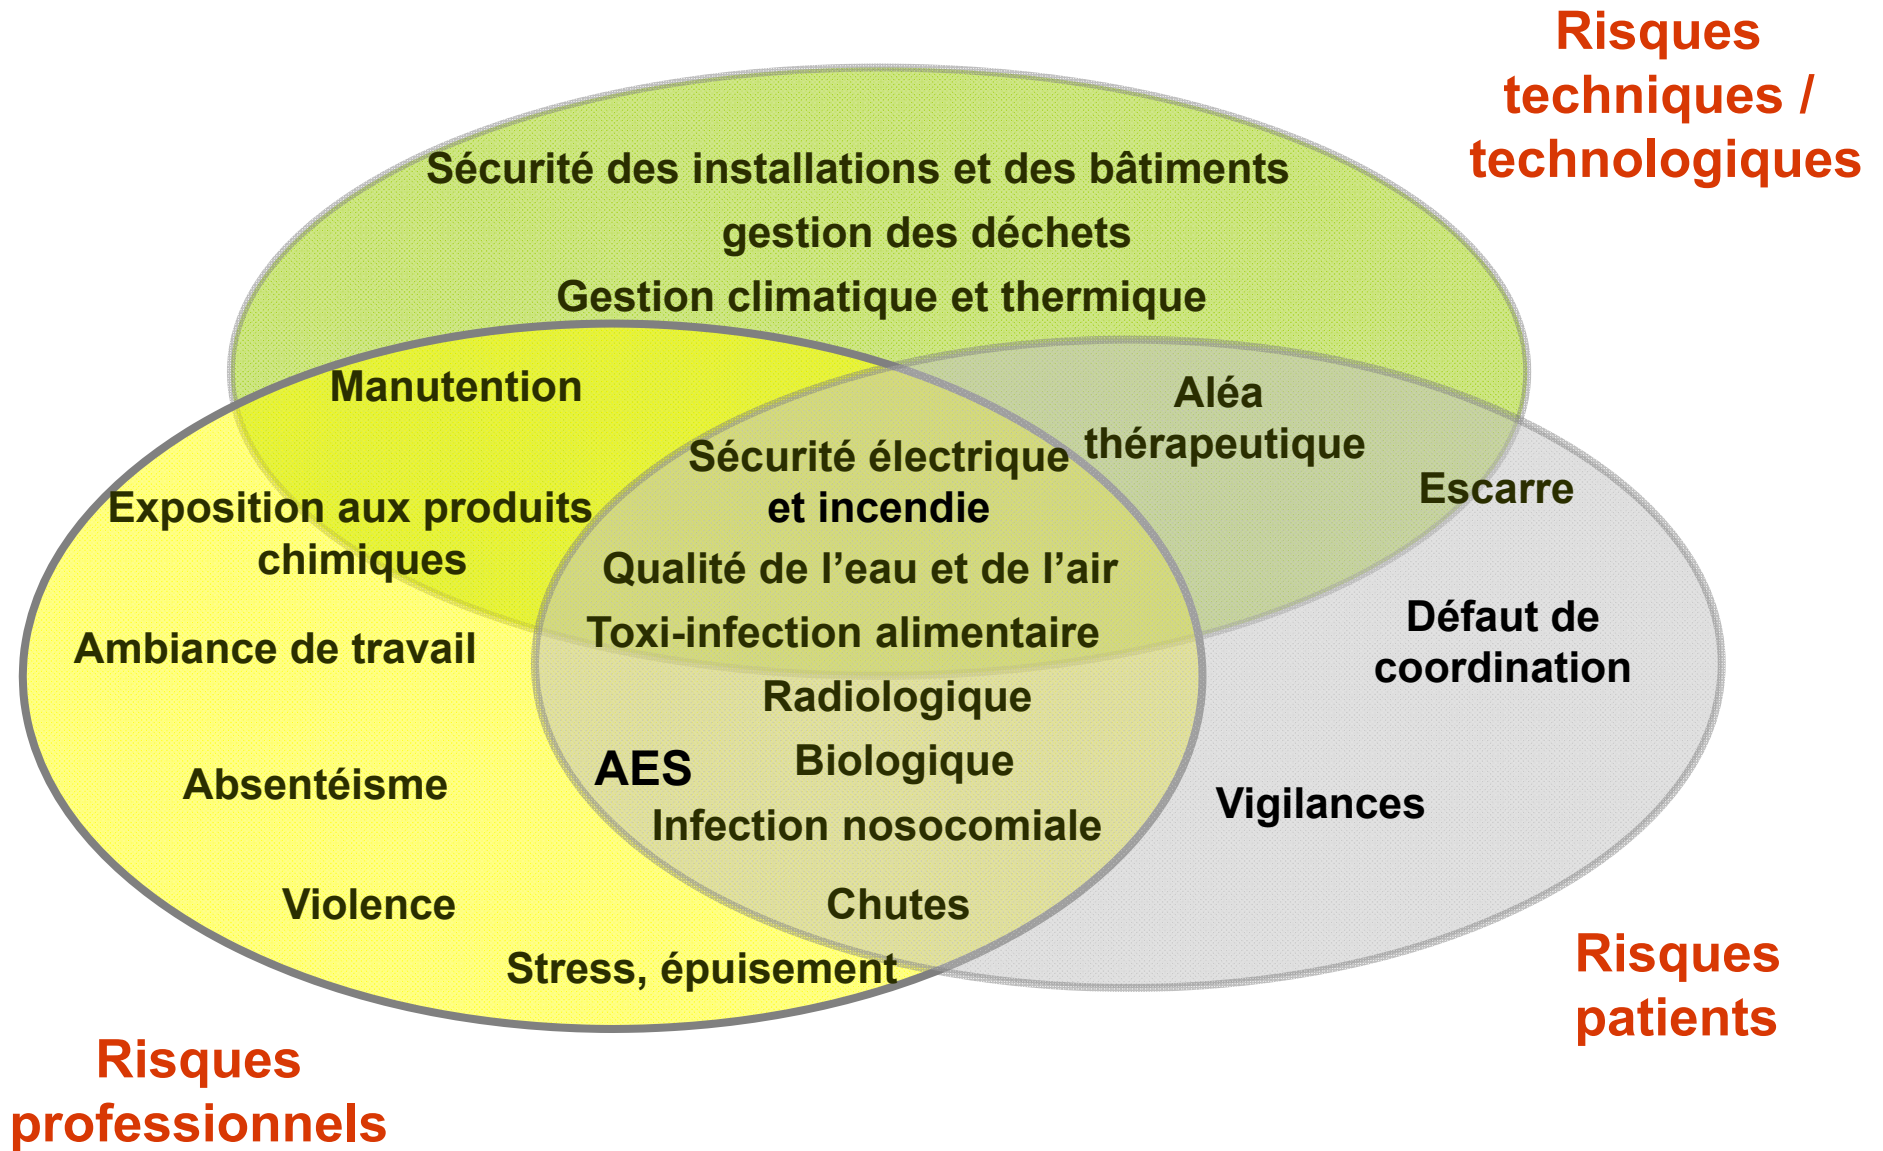 Risques
techniques /
technologiques
Sécurité des installations et des bâtiments
gestion des déchets
Gestion climatique et thermique
Manutention
Aléa
thérapeutique
Sécurité électrique
et incendie
Escarre
Exposition aux produits
chimiques
Qualité de l’eau et de l’air
Toxi-infection alimentaire
Défaut de
coordination
Ambiance de travail
Radiologique
Biologique
AES
Absentéisme
Vigilances
Infection nosocomiale
Violence
Chutes
Stress, épuisement
Risques
patients
Risques
professionnels